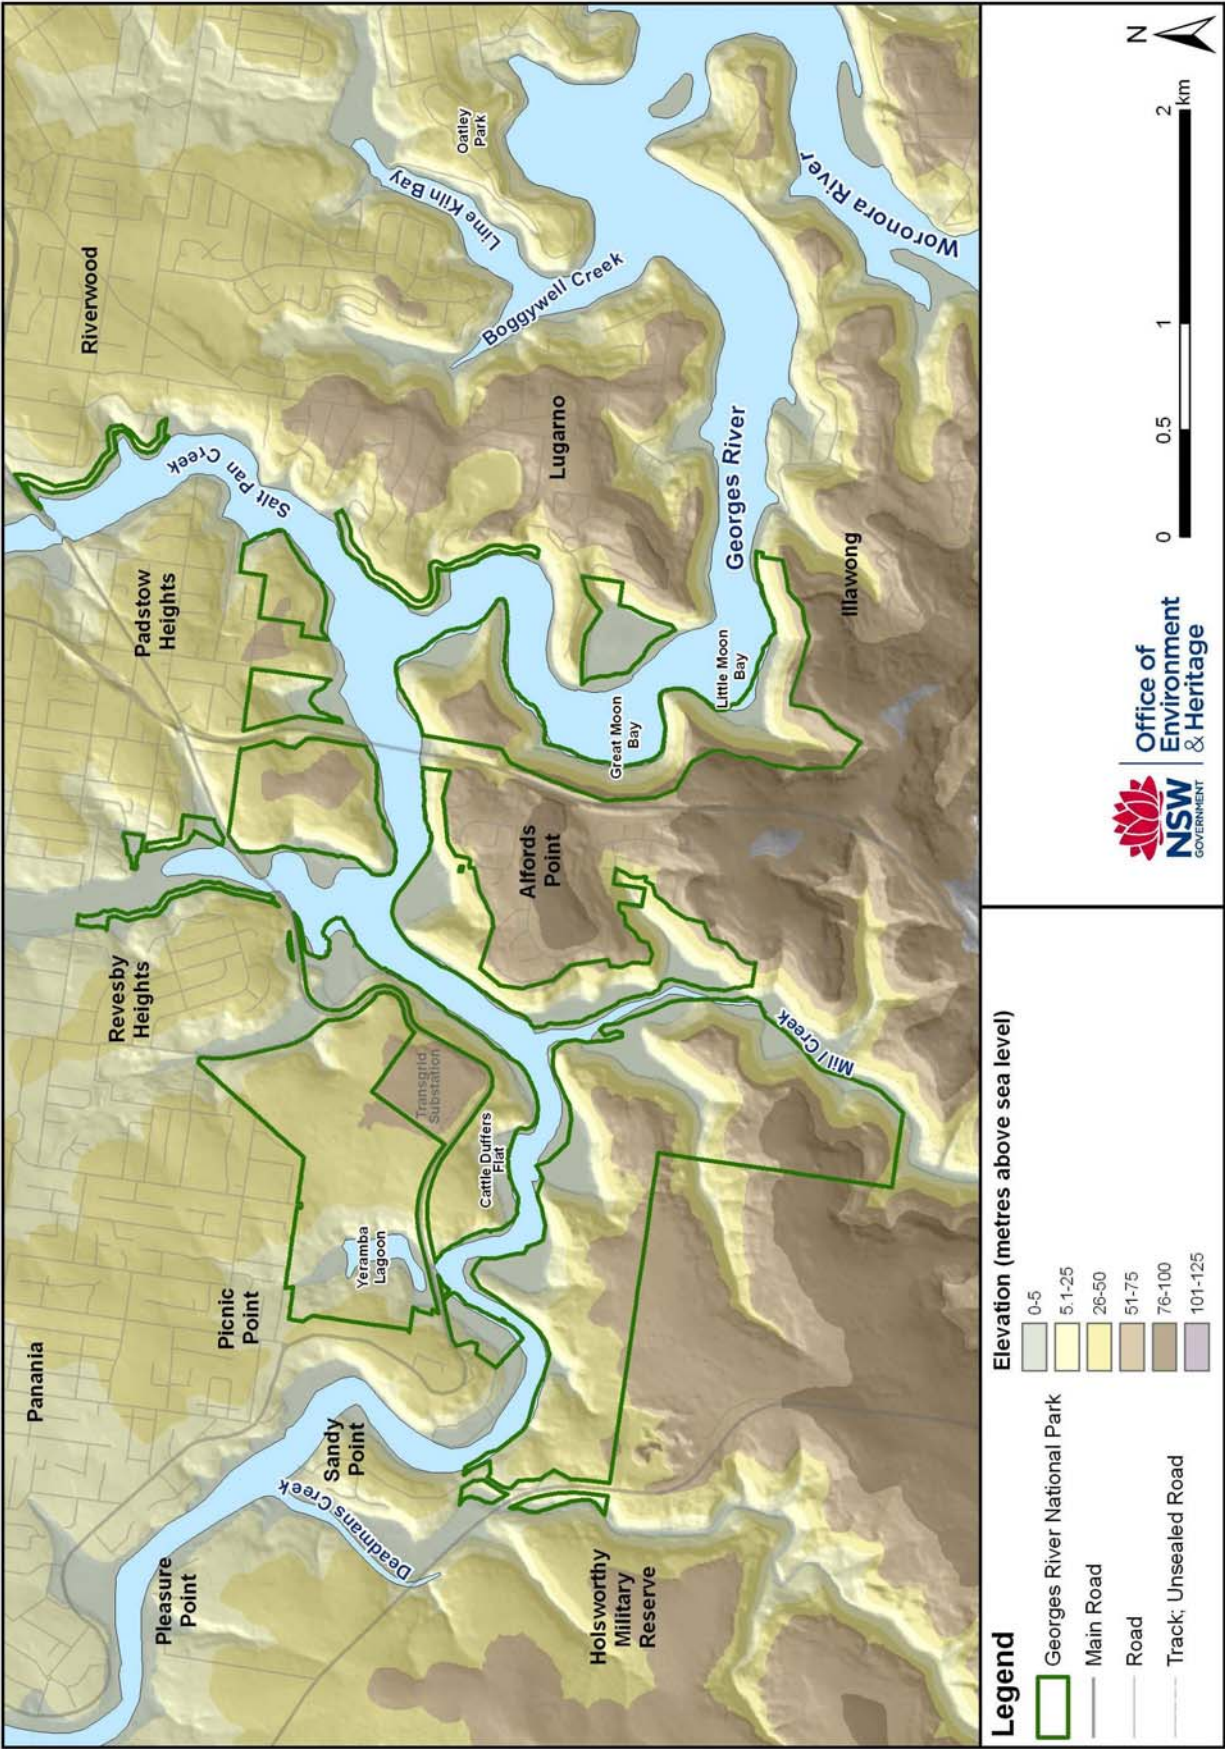 Panania
Picnic
Point
Pleasure
Point
Sandy
Point
Deadmans Creek
Holsworthy
Military
Reserve
Revesby
Heights
Yeramba
Lagoon
Cattle Duffers
Flat
Transgrid
Substation
Mill Creek
Alfords
Point
Padstow
Heights
Salt Pan Creek
Great Moon
Bay
Little Moon
Bay
Georges River
Illawong
Lugarno
Riverwood
Boggywell Creek
Lime Kiln Bay
Oatley
Park
Woronora River
Legend
Georges River National Park
Main Road
Road
Track; Unsealed Road
Elevation (metres above sea level)
0-5
5.1-25
26-50
51-75
76-100
101-125
NSW
GOVERNMENT
Office of
Environment
& Heritage
0 0.5 1 2
km
N